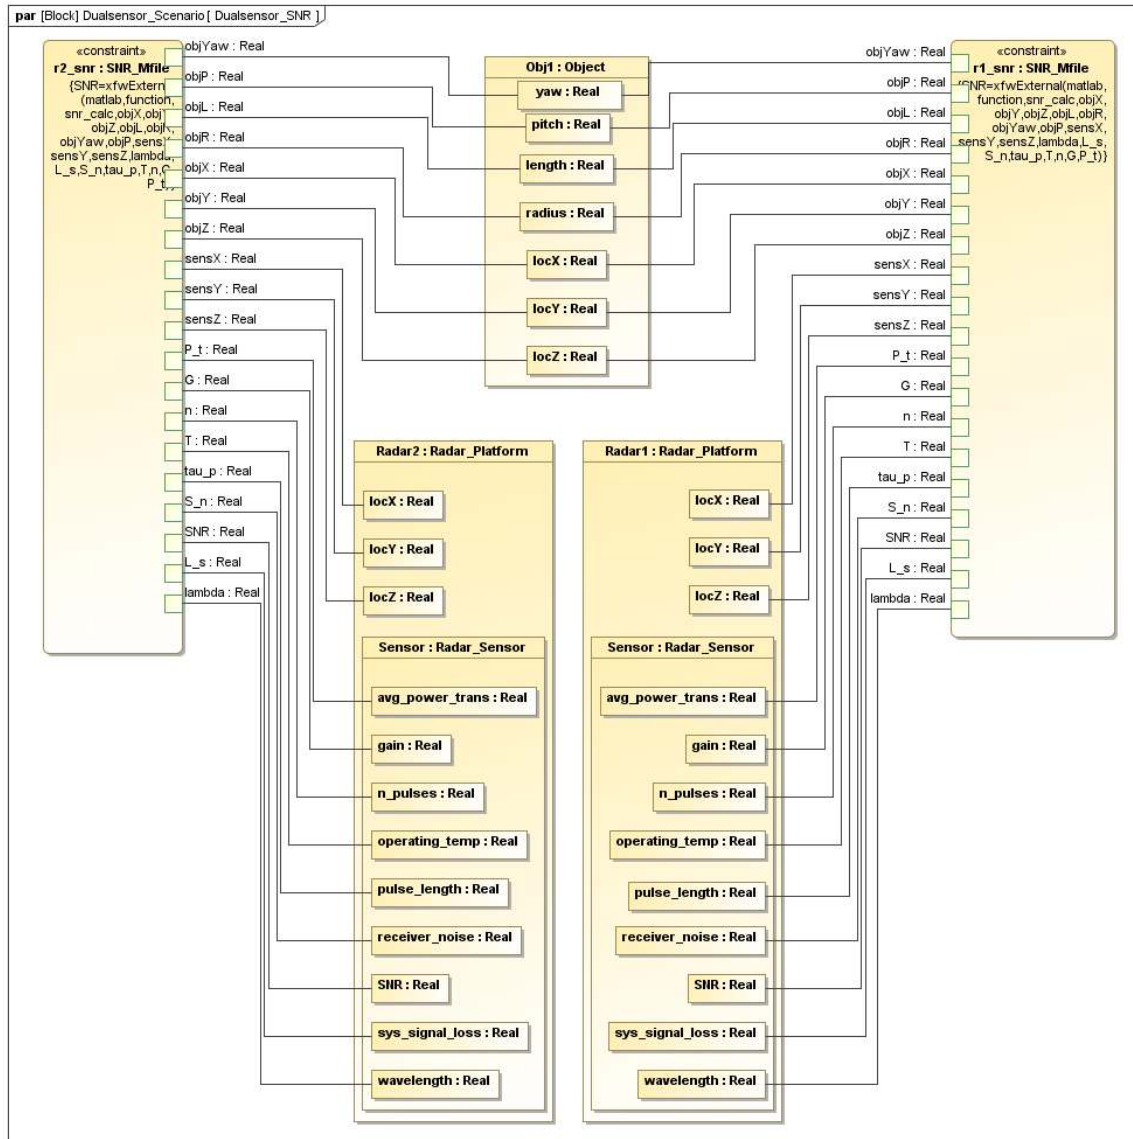 par [Block] Dualsensor_Scenario [ Dualsensor_SNR ]
«constraint»
r2_snr : SNR_Mfile
{SNR=xfwExternal
(matlab,function,
snr_calc,objX,objY,
objZ,objL,objR,
objYaw,objP,sensX,
sensY,sensZ,lambda,
L_s,S_n,tau_p,T,n,G,
P_t)}
objYaw : Real
objP : Real
objL : Real
objR : Real
objX : Real
objY : Real
objZ : Real
sensX : Real
sensY : Real
sensZ : Real
P_t : Real
G : Real
n : Real
T : Real
tau_p : Real
S_n : Real
SNR : Real
L_s : Real
lambda : Real
Obj1 : Object
yaw : Real
pitch : Real
length : Real
radius : Real
locX : Real
locY : Real
locZ : Real
objYaw : Real
objP : Real
objL : Real
objR : Real
objX : Real
objY : Real
objZ : Real
sensX : Real
sensY : Real
sensZ : Real
P_t : Real
G : Real
n : Real
T : Real
tau_p : Real
S_n : Real
SNR : Real
L_s : Real
lambda : Real
«constraint»
r1_snr : SNR_Mfile
{SNR=xfwExternal(matlab,
function,snr_calc,objX,
objY,objZ,objL,objR,
objYaw,objP,sensX,
sensY,sensZ,lambda,L_s,
S_n,tau_p,T,n,G,P_t)}
Radar2 : Radar_Platform
locX : Real
locY : Real
locZ : Real
Sensor : Radar_Sensor
avg_power_trans : Real
gain : Real
n_pulses : Real
operating_temp : Real
pulse_length : Real
receiver_noise : Real
SNR : Real
sys_signal_loss : Real
wavelength : Real
Radar1 : Radar_Platform
locX : Real
locY : Real
locZ : Real
Sensor : Radar_Sensor
avg_power_trans : Real
gain : Real
n_pulses : Real
operating_temp : Real
pulse_length : Real
receiver_noise : Real
SNR : Real
sys_signal_loss : Real
wavelength : Real